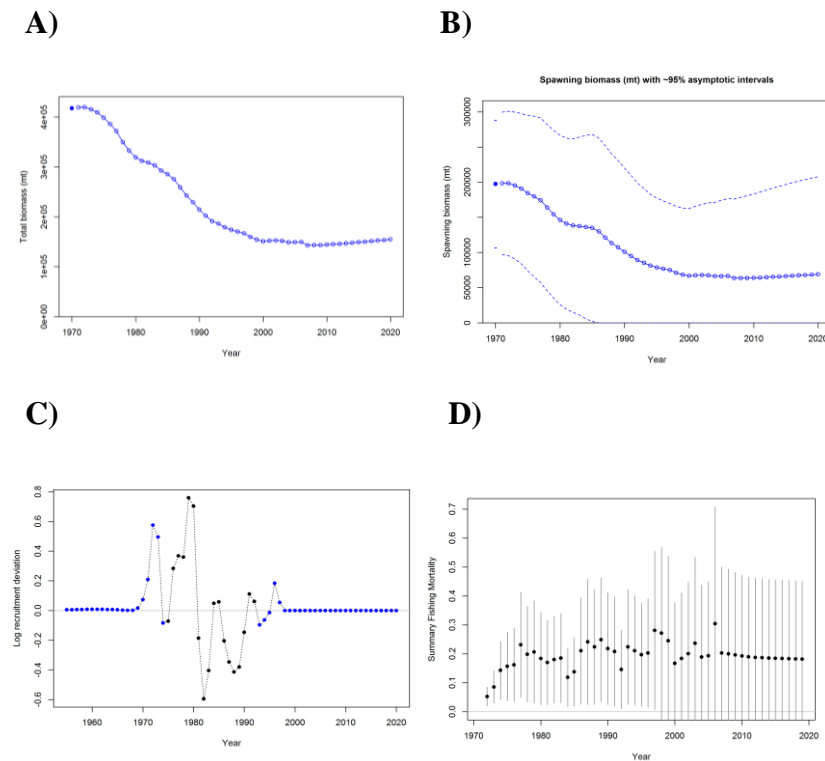 A)
B)
Total biomass (mt)
4e+05
3e+05
2e+05
1e+05
0e+00
1970 1980 1990 2000 2010 2020
Year
Spawning biomass (mt) with ~95% asymptotic intervals
Spawning biomass (mt)
300000
200000
100000
50000
0
1970 1980 1990 2000 2010 2020
Year
C)
D)
Log recruitment deviation
0.8
0.6
0.4
0.2
0.0
-0.2
-0.4
-0.6
1960 1970 1980 1990 2000 2010 2020
Year
Summary Fishing Mortality
0.7
0.6
0.5
0.4
0.3
0.2
0.1
0.0
1970 1980 1990 2000 2010 2020
Year